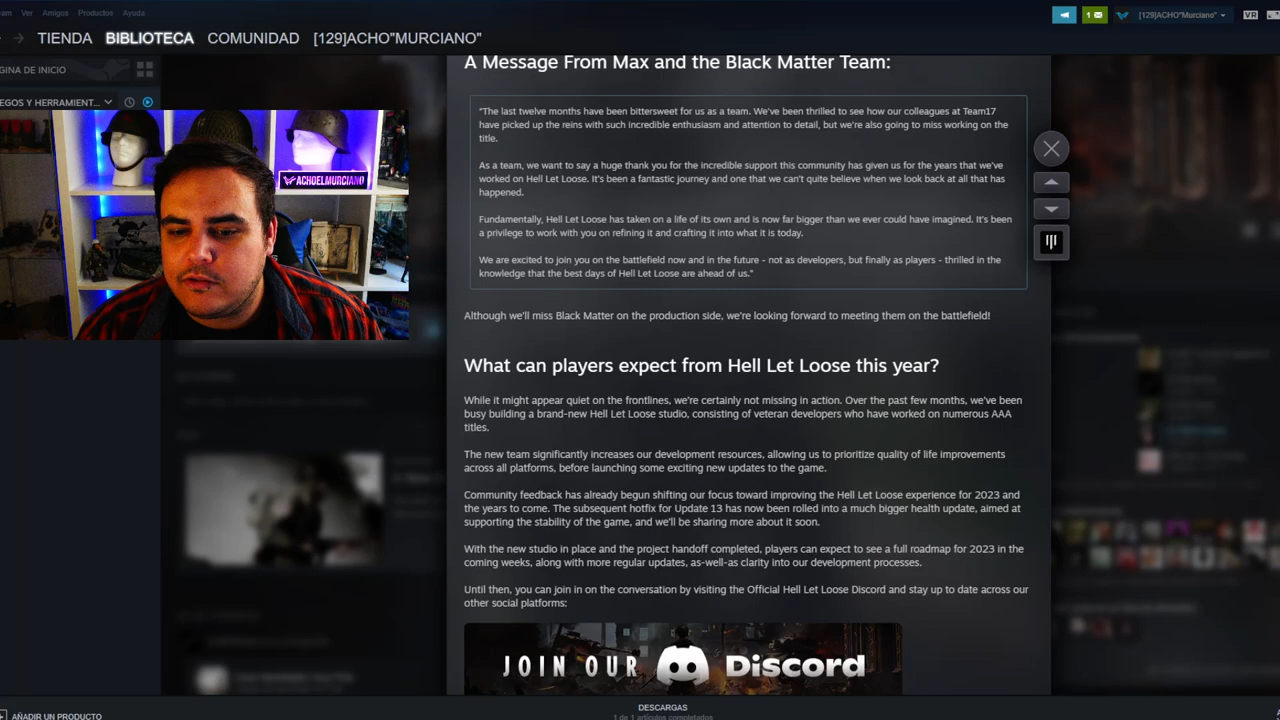 Ver Amigos Productos Ayuda
1
[129]ACHO"Murciano"
VR
TIENDA BIBLIOTECA COMUNIDAD [129]ACHO"MURCIANO"
GINA DE INICIO
EGOS Y HERRAMIENT...
ACHOELMURCIANO
A Message From Max and the Black Matter Team:
"The last twelve months have been bittersweet for us as a team. We've been thrilled to see how our colleagues at Team17
have picked up the reins with such incredible enthusiasm and attention to detail, but we're also going to miss working on the
title.
As a team, we want to say a huge thank you for the incredible support this community has given us for the years that we've
worked on Hell Let Loose. It's been a fantastic journey and one that we can't quite believe when we look back at all that has
happened.
Fundamentally, Hell Let Loose has taken on a life of its own and is now far bigger than we ever could have imagined. It's been
a privilege to work with you on refining it and crafting it into what it is today.
We are excited to join you on the battlefield now and in the future - not as developers, but finally as players - thrilled in the
knowledge that the best days of Hell Let Loose are ahead of us."
Although we'll miss Black Matter on the production side, we're looking forward to meeting them on the battlefield!
What can players expect from Hell Let Loose this year?
While it might appear quiet on the frontlines, we're certainly not missing in action. Over the past few months, we've been
busy building a brand-new Hell Let Loose studio, consisting of veteran developers who have worked on numerous AAA
titles.
The new team significantly increases our development resources, allowing us to prioritize quality of life improvements
across all platforms, before launching some exciting new updates to the game.
Community feedback has already begun shifting our focus toward improving the Hell Let Loose experience for 2023 and
the years to come. The subsequent hotfix for Update 13 has now been rolled into a much bigger health update, aimed at
supporting the stability of the game, and we'll be sharing more about it soon.
With the new studio in place and the project handoff completed, players can expect to see a full roadmap for 2023 in the
coming weeks, along with more regular updates, as-well-as clarity into our development processes.
Until then, you can join in on the conversation by visiting the Official Hell Let Loose Discord and stay up to date across our
other social platforms:
JOIN OUR Discord
AÑADIR UN PRODUCTO
DESCARGAS
1 de 1 artículos completados